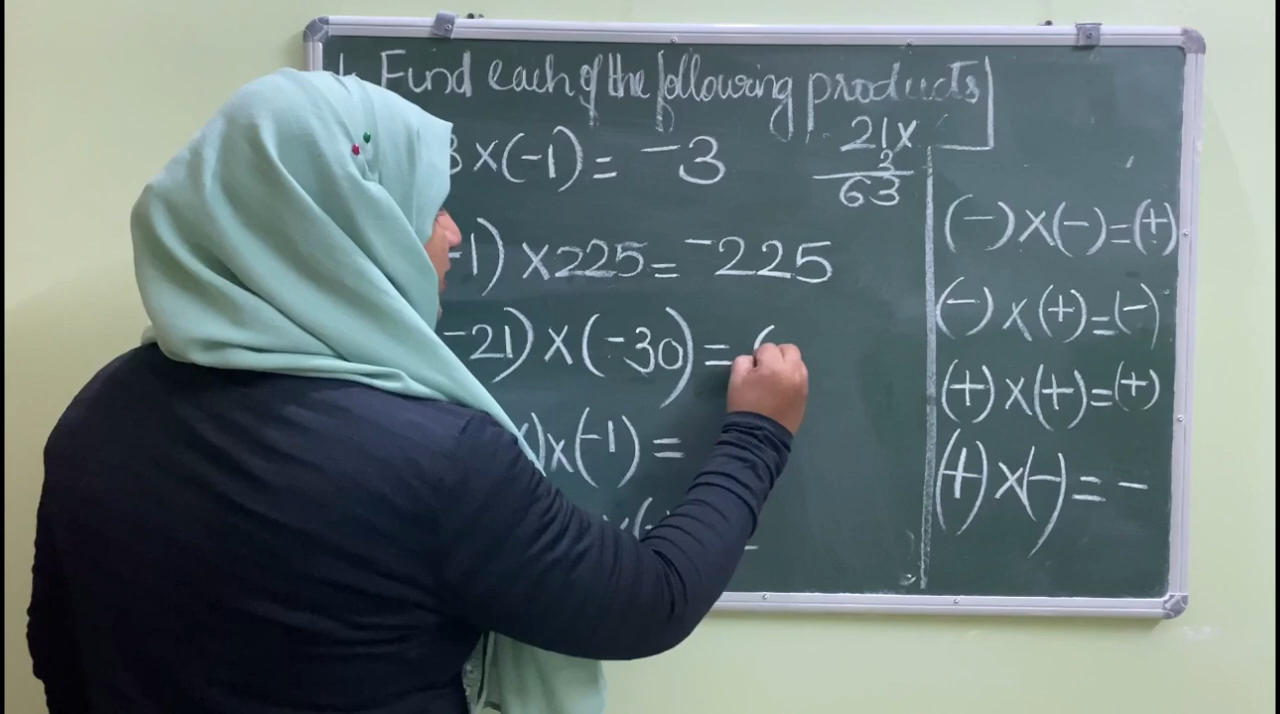 Find each of the following products
3 ×(-1) = -3
21×
3
63
-1) ×225 = -225
-21) ×(-30) =
) ×(-1) =
(-)×(-)=(+)
(-)×(+)=(-)
(+)×(+)=(+)
(+)×(-)= -